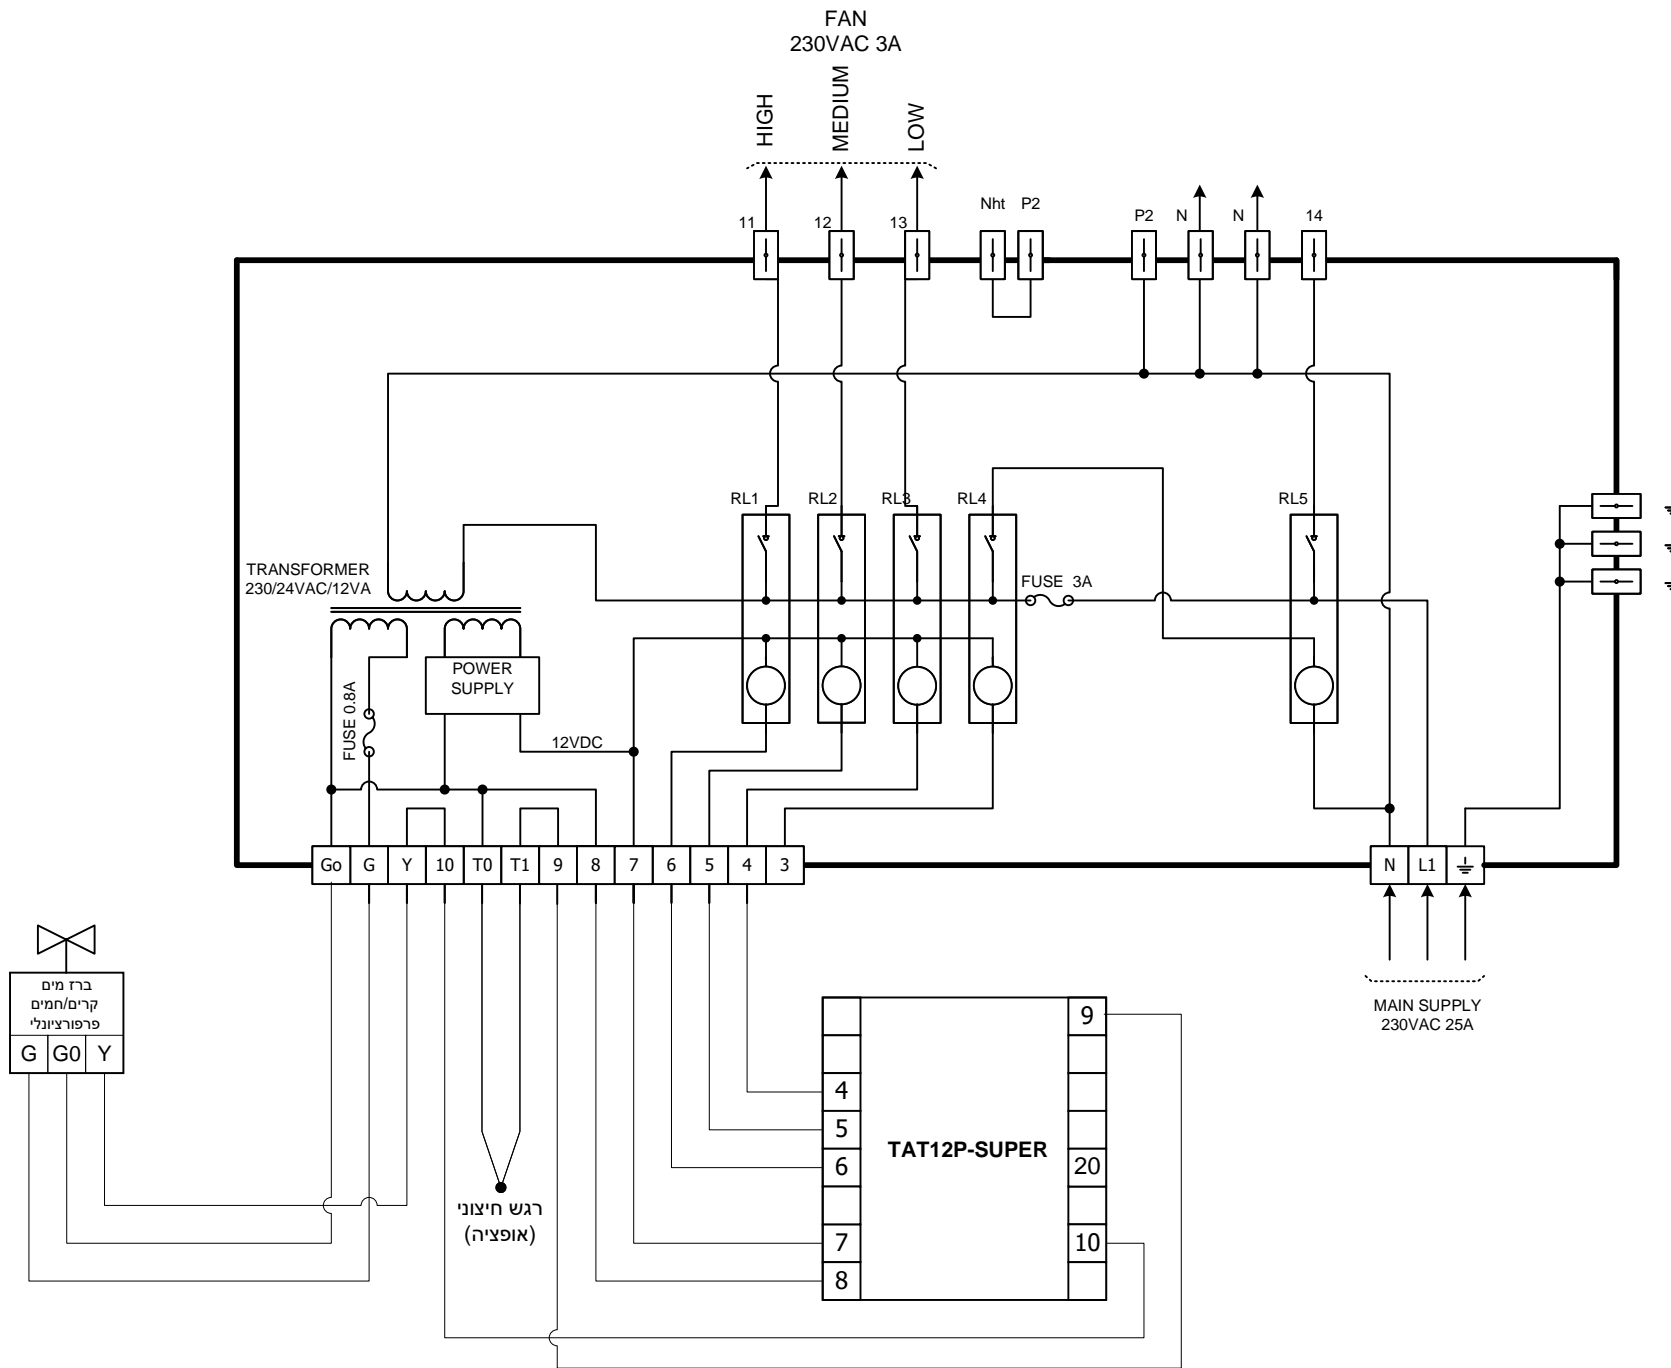 FAN
230VAC 3A
HIGH
MEDIUM
LOW
11
12
13
Nht
P2
P2
N
N
14
RL1
RL2
RL3
RL4
RL5
TRANSFORMER
230/24VAC/12VA
FUSE 3A
POWER
SUPPLY
FUSE 0.8A
12VDC
Go
G
Y
10
T0
T1
9
8
7
6
5
4
3
N
L1
ברז מים
קרים/חמים
פרפורציונלי
G
G0
Y
MAIN SUPPLY
230VAC 25A
9
4
5
TAT12P-SUPER
6
20
7
10
8
רגש חיצוני
(אופציה)